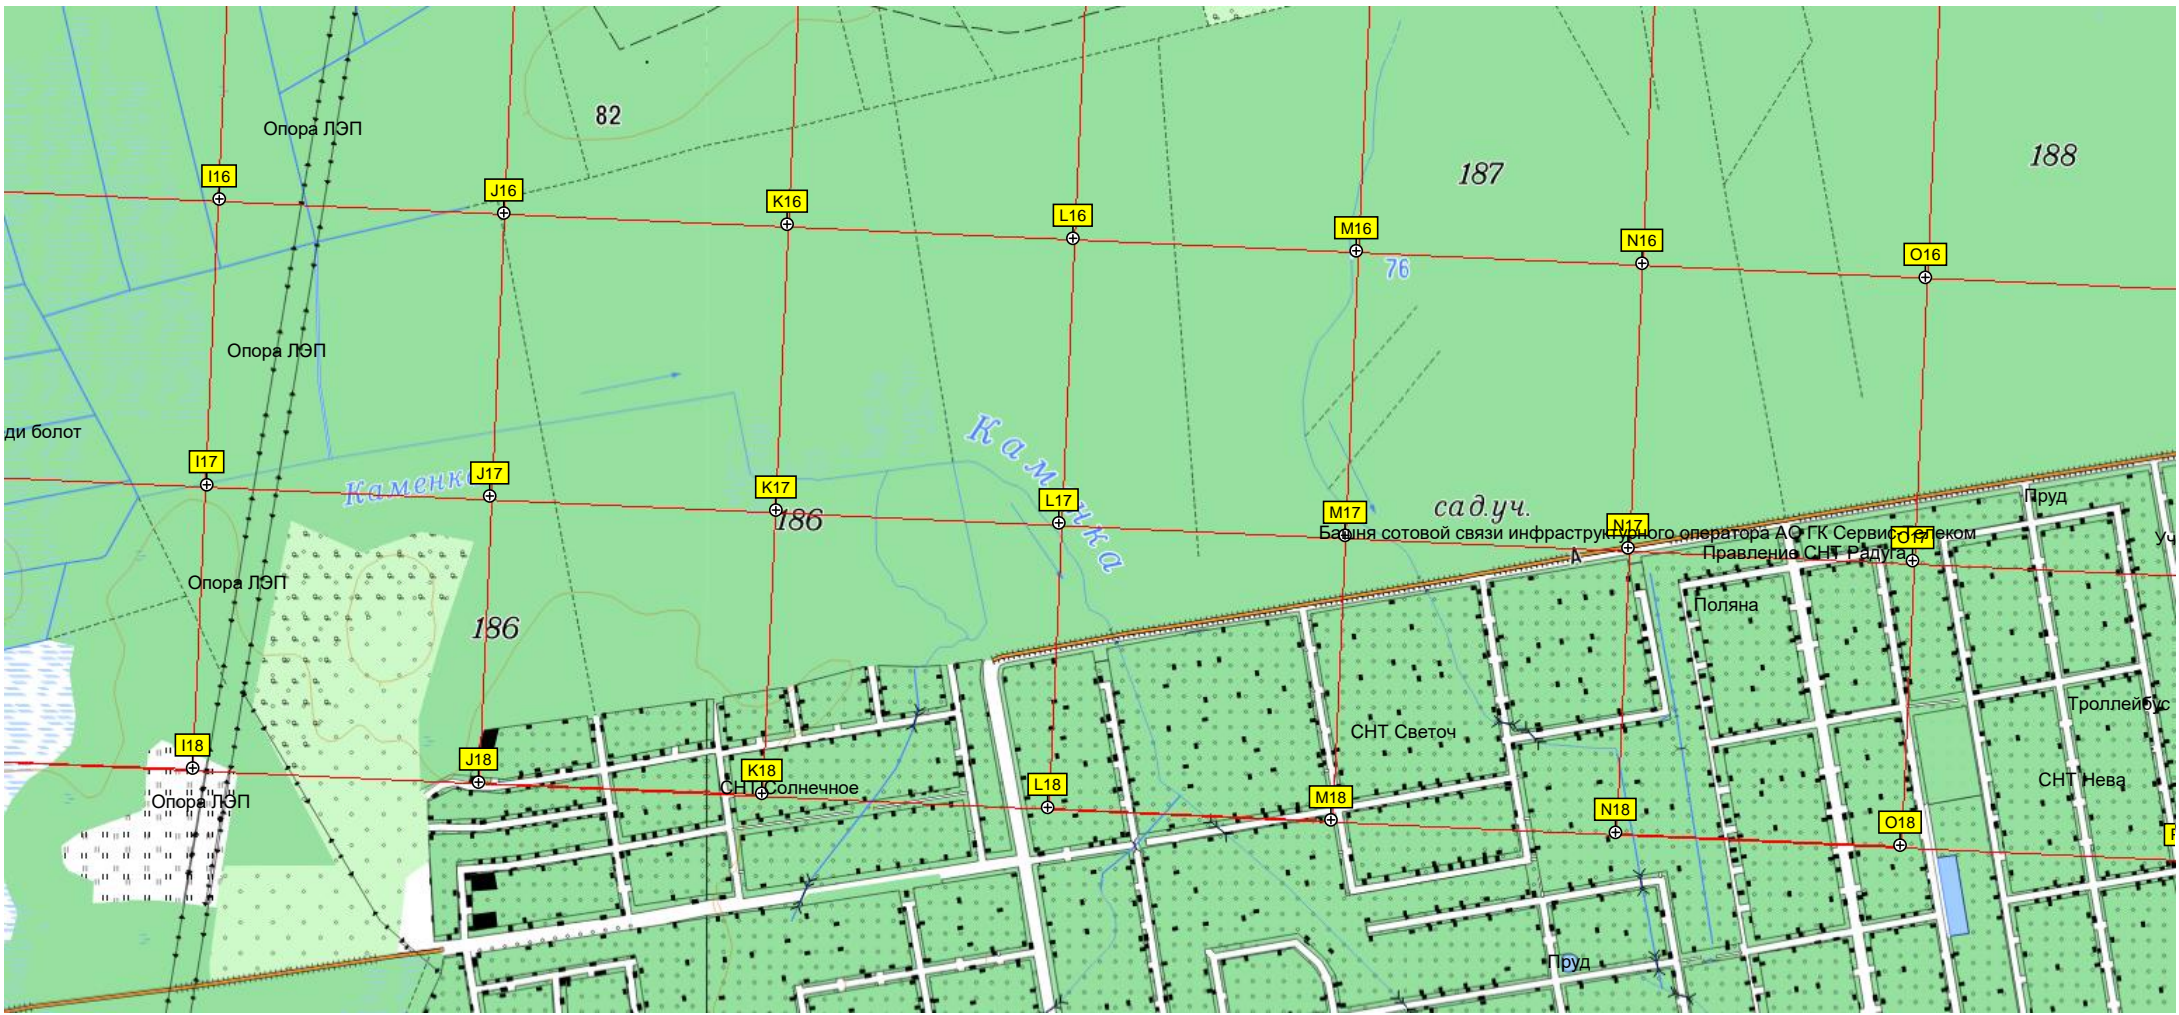 Опора ЛЭП
82
187
188
I16
J16
K16
L16
M16
N16
O16
76
Опора ЛЭП
ди болот
I17
Каменка
J17
K17
186
Каменка
L17
M17
сад.уч.
N17
Пруд
Башня сотовой связи инфраструктурного оператора АО ГК Сервис-Телеком
O17
Правление СНТ Радуга
А
Уч
Опора ЛЭП
186
Поляна
Троллейбус
СНТ Светоч
I18
J18
K18
СНТ Солнечное
L18
M18
N18
O18
СНТ Нева
Опора ЛЭП
Пруд